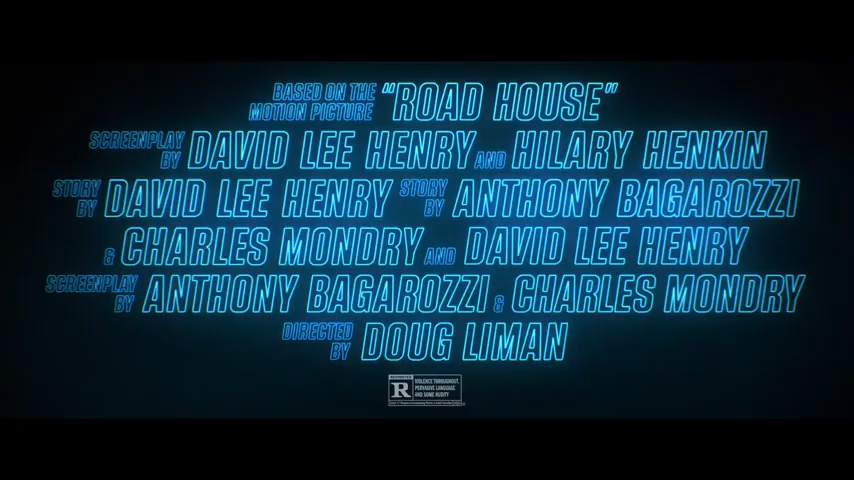 BASED ON THE
MOTION PICTURE "ROAD HOUSE"
SCREENPLAY BY DAVID LEE HENRY AND HILARY HENKIN
STORY BY DAVID LEE HENRY STORY BY ANTHONY BAGAROZZI
& CHARLES MONDRY AND DAVID LEE HENRY
SCREENPLAY BY ANTHONY BAGAROZZI & CHARLES MONDRY
DIRECTED BY DOUG LIMAN
RESTRICTED
R
VIOLENCE THROUGHOUT,
PERVASIVE LANGUAGE
AND SOME NUDITY